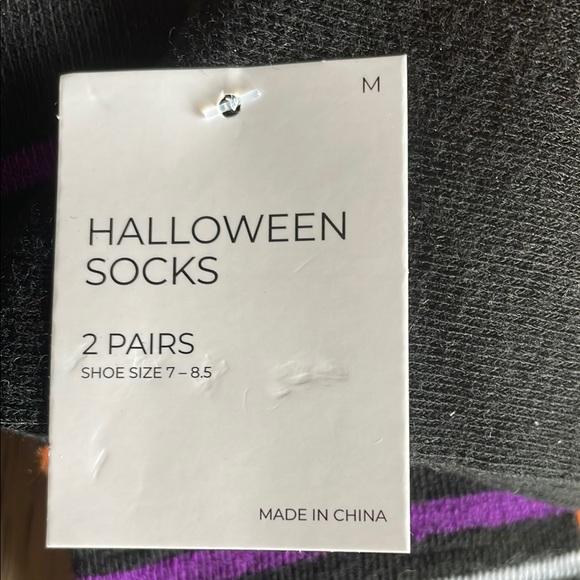 M
HALLOWEEN
SOCKS
2 PAIRS
SHOE SIZE 7 – 8.5
MADE IN CHINA